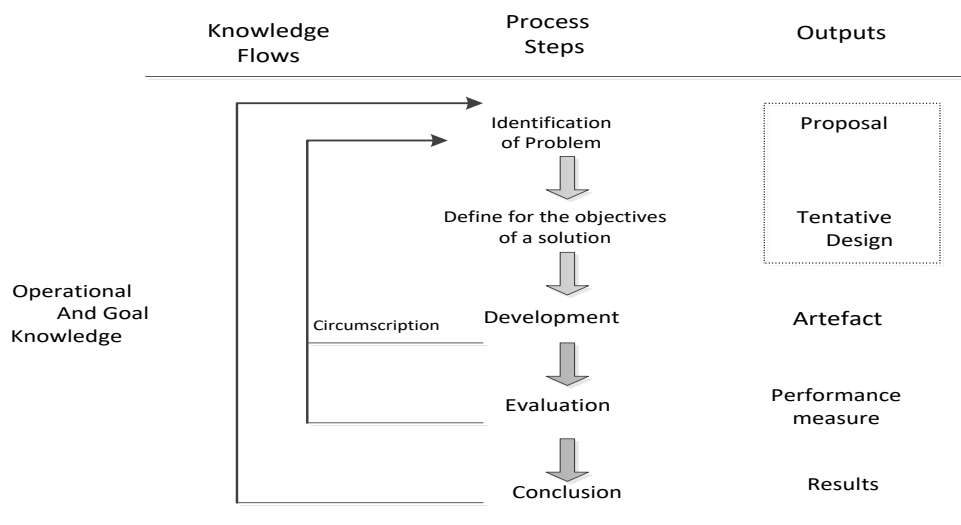 Knowledge
Flows
Process
Steps
Outputs
Identification
of Problem
Proposal
Define for the objectives
of a solution
Tentative
Design
Operational
And Goal
Knowledge
Circumscription
Development
Artefact
Evaluation
Performance
measure
Conclusion
Results